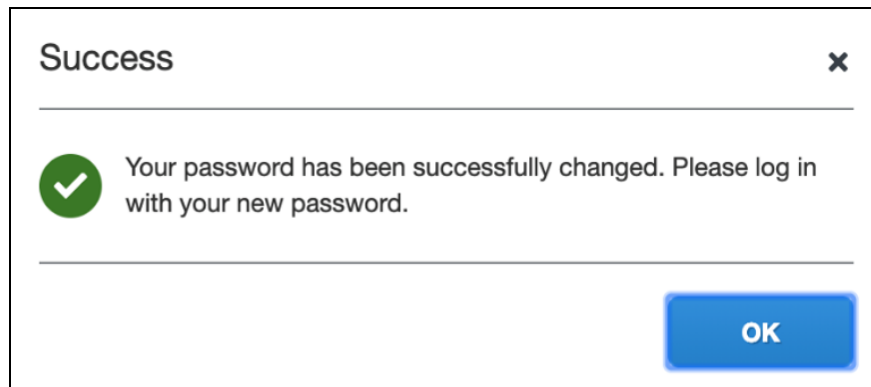 Success
Your password has been successfully changed. Please log in
with your new password.
OK